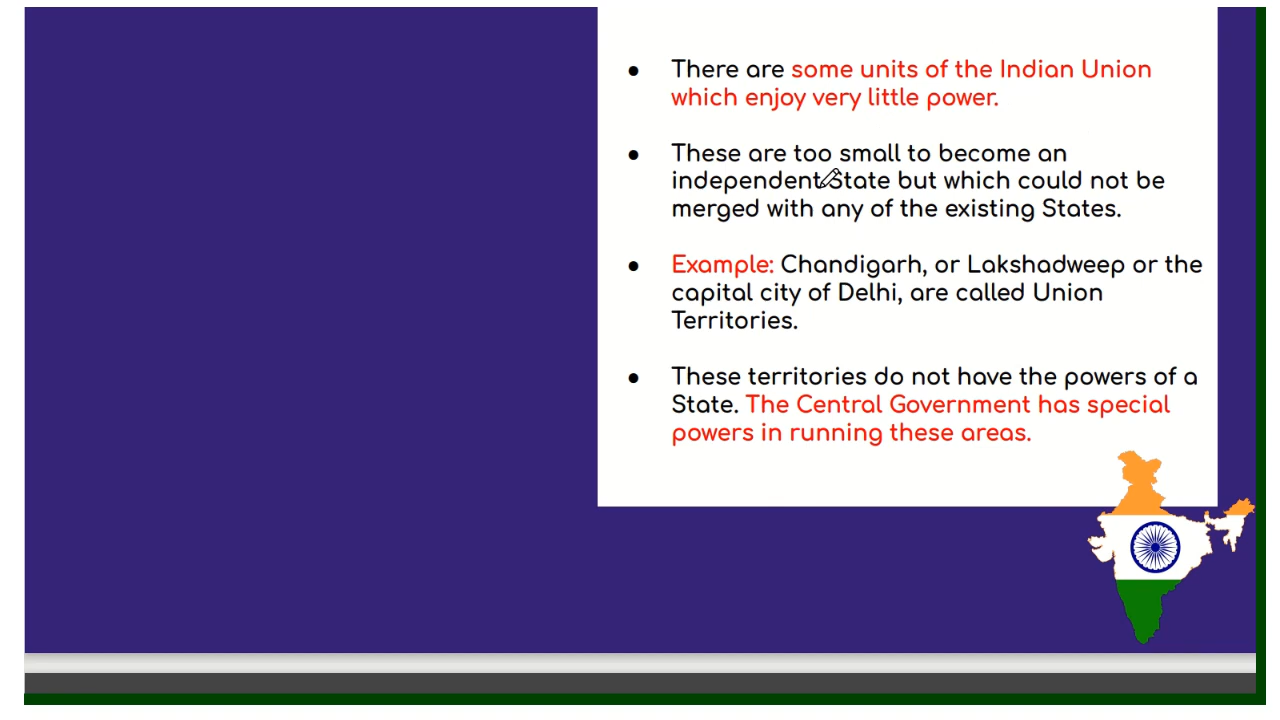 ● There are some units of the Indian Union
which enjoy very little power.
● These are too small to become an
independent State but which could not be
merged with any of the existing States.
● Example: Chandigarh, or Lakshadweep or the
capital city of Delhi, are called Union
Territories.
● These territories do not have the powers of a
State. The Central Government has special
powers in running these areas.